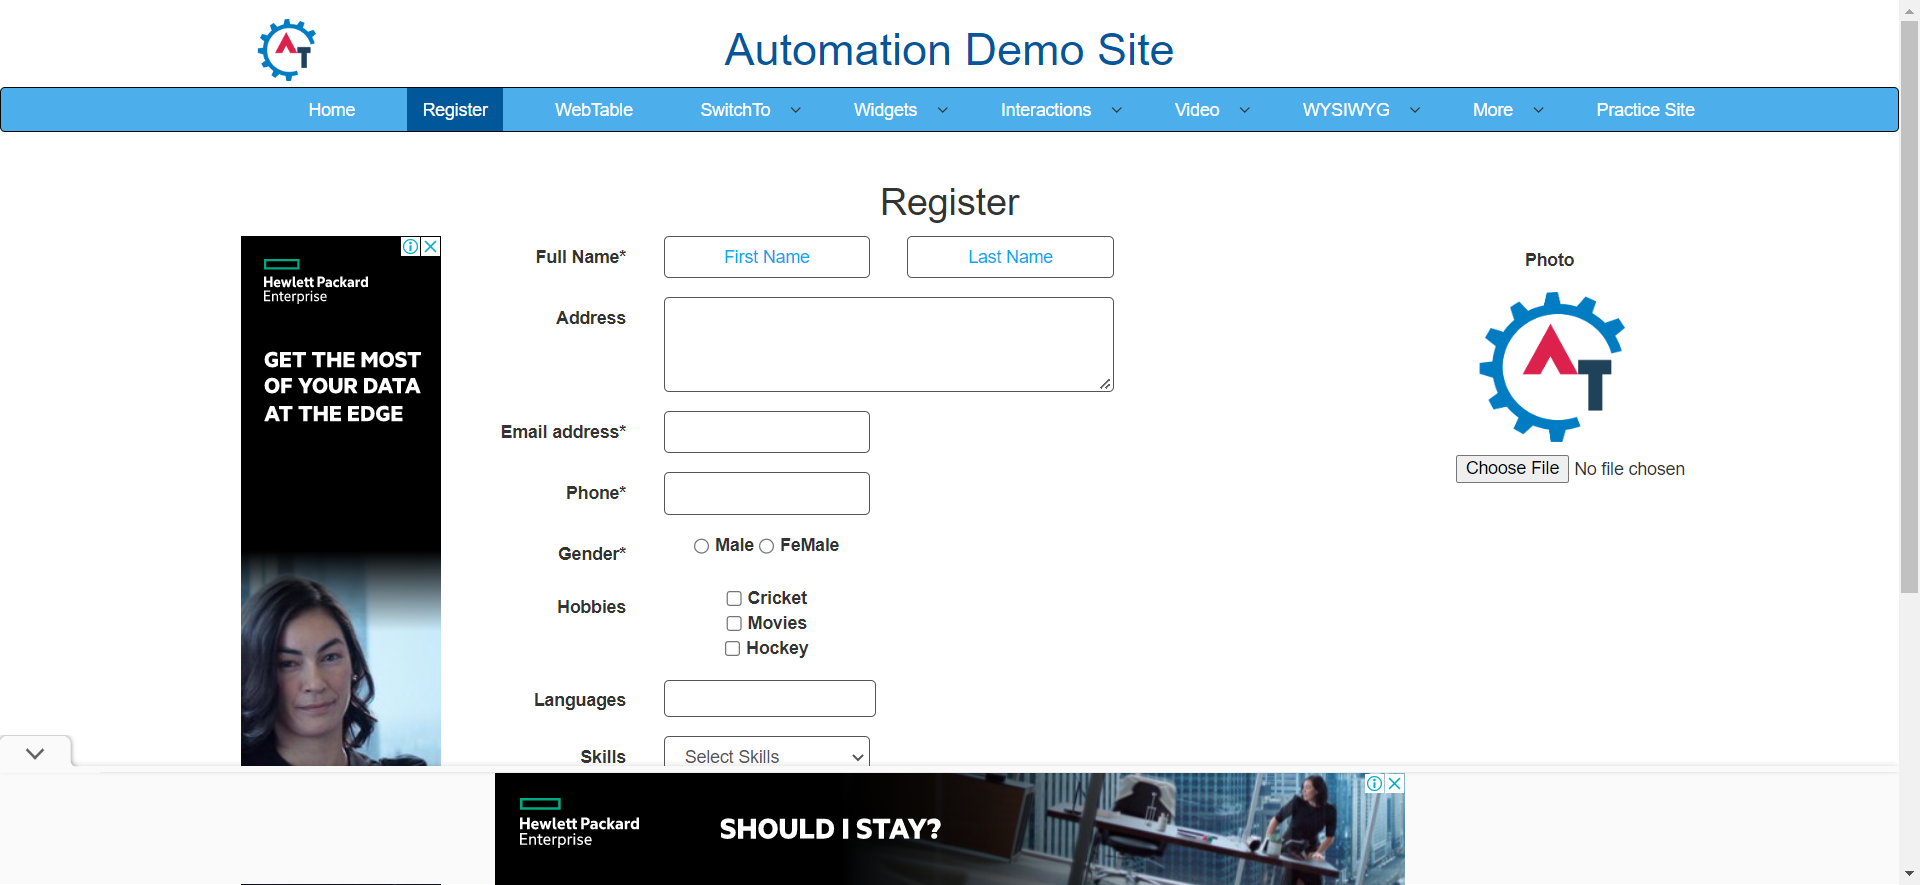 AT
Automation Demo Site
Home Register WebTable SwitchTo Widgets Interactions Video WYSIWYG More Practice Site
Register
Hewlett Packard
Enterprise
GET THE MOST
OF YOUR DATA
AT THE EDGE
Full Name* First Name Last Name
Address
Email address*
Phone*
Gender* Male FeMale
Hobbies Cricket
Movies
Hockey
Languages
Skills Select Skills
Photo
AT
Choose File No file chosen
Hewlett Packard
Enterprise
SHOULD I STAY?